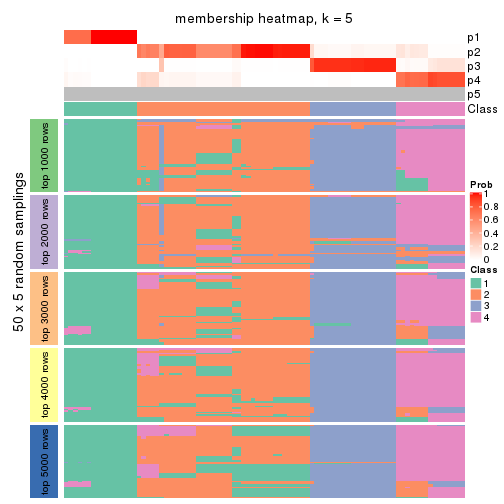 membership heatmap, k = 5
p1
p2
p3
p4
p5
Class
50 x 5 random samplings
top 1000 rows
top 2000 rows
top 3000 rows
top 4000 rows
top 5000 rows
Prob
1
0.8
0.6
0.4
0.2
0
Class
1
2
3
4